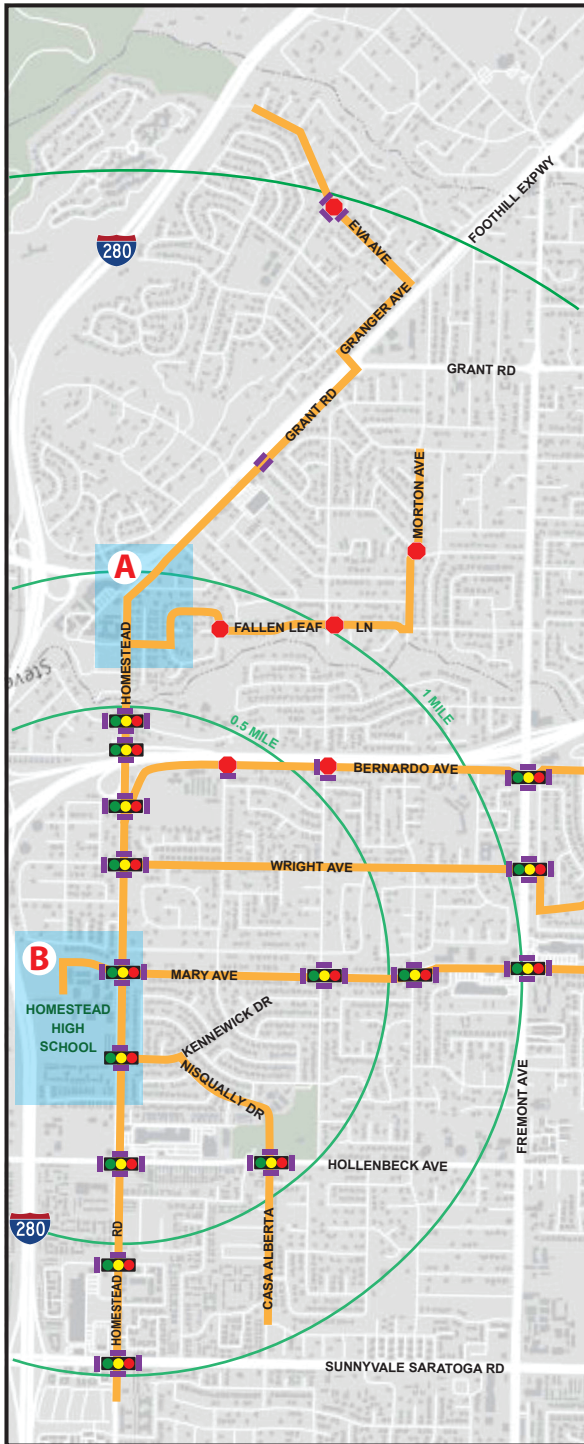 FOOTHILL EXPWY
EVA AVE
280
GRANGER AVE
GRANT RD
GRANT RD
MORTON AVE
A
FALLEN LEAF LN
HOMESTEAD
Steve
0.5 MILE
1 MILE
BERNARDO AVE
WRIGHT AVE
B
MARY AVE
HOMESTEAD
HIGH
SCHOOL
KENNEWICK DR
NISQUALLY DR
FREMONT AVE
HOLLENBECK AVE
280
RD
CASA ALBERTA
HOMESTEAD
SUNNYVALE SARATOGA RD